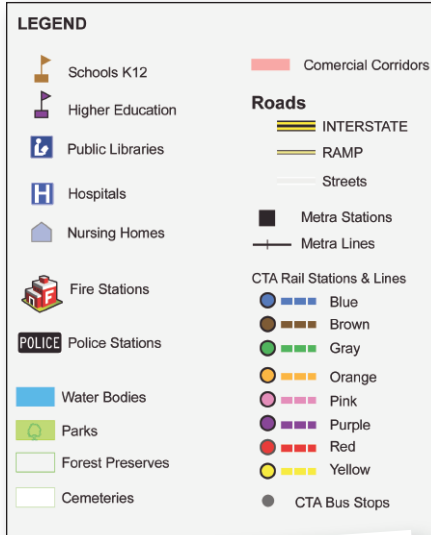 LEGEND
Schools K12
Higher Education
Public Libraries
H
Hospitals
Nursing Homes
F
Fire Stations
POLICE
Police Stations
Water Bodies
Parks
Forest Preserves
Cemeteries
Comercial Corridors
Roads
INTERSTATE
RAMP
Streets
Metra Stations
Metra Lines
CTA Rail Stations & Lines
Blue
Brown
Gray
Orange
Pink
Purple
Red
Yellow
CTA Bus Stops